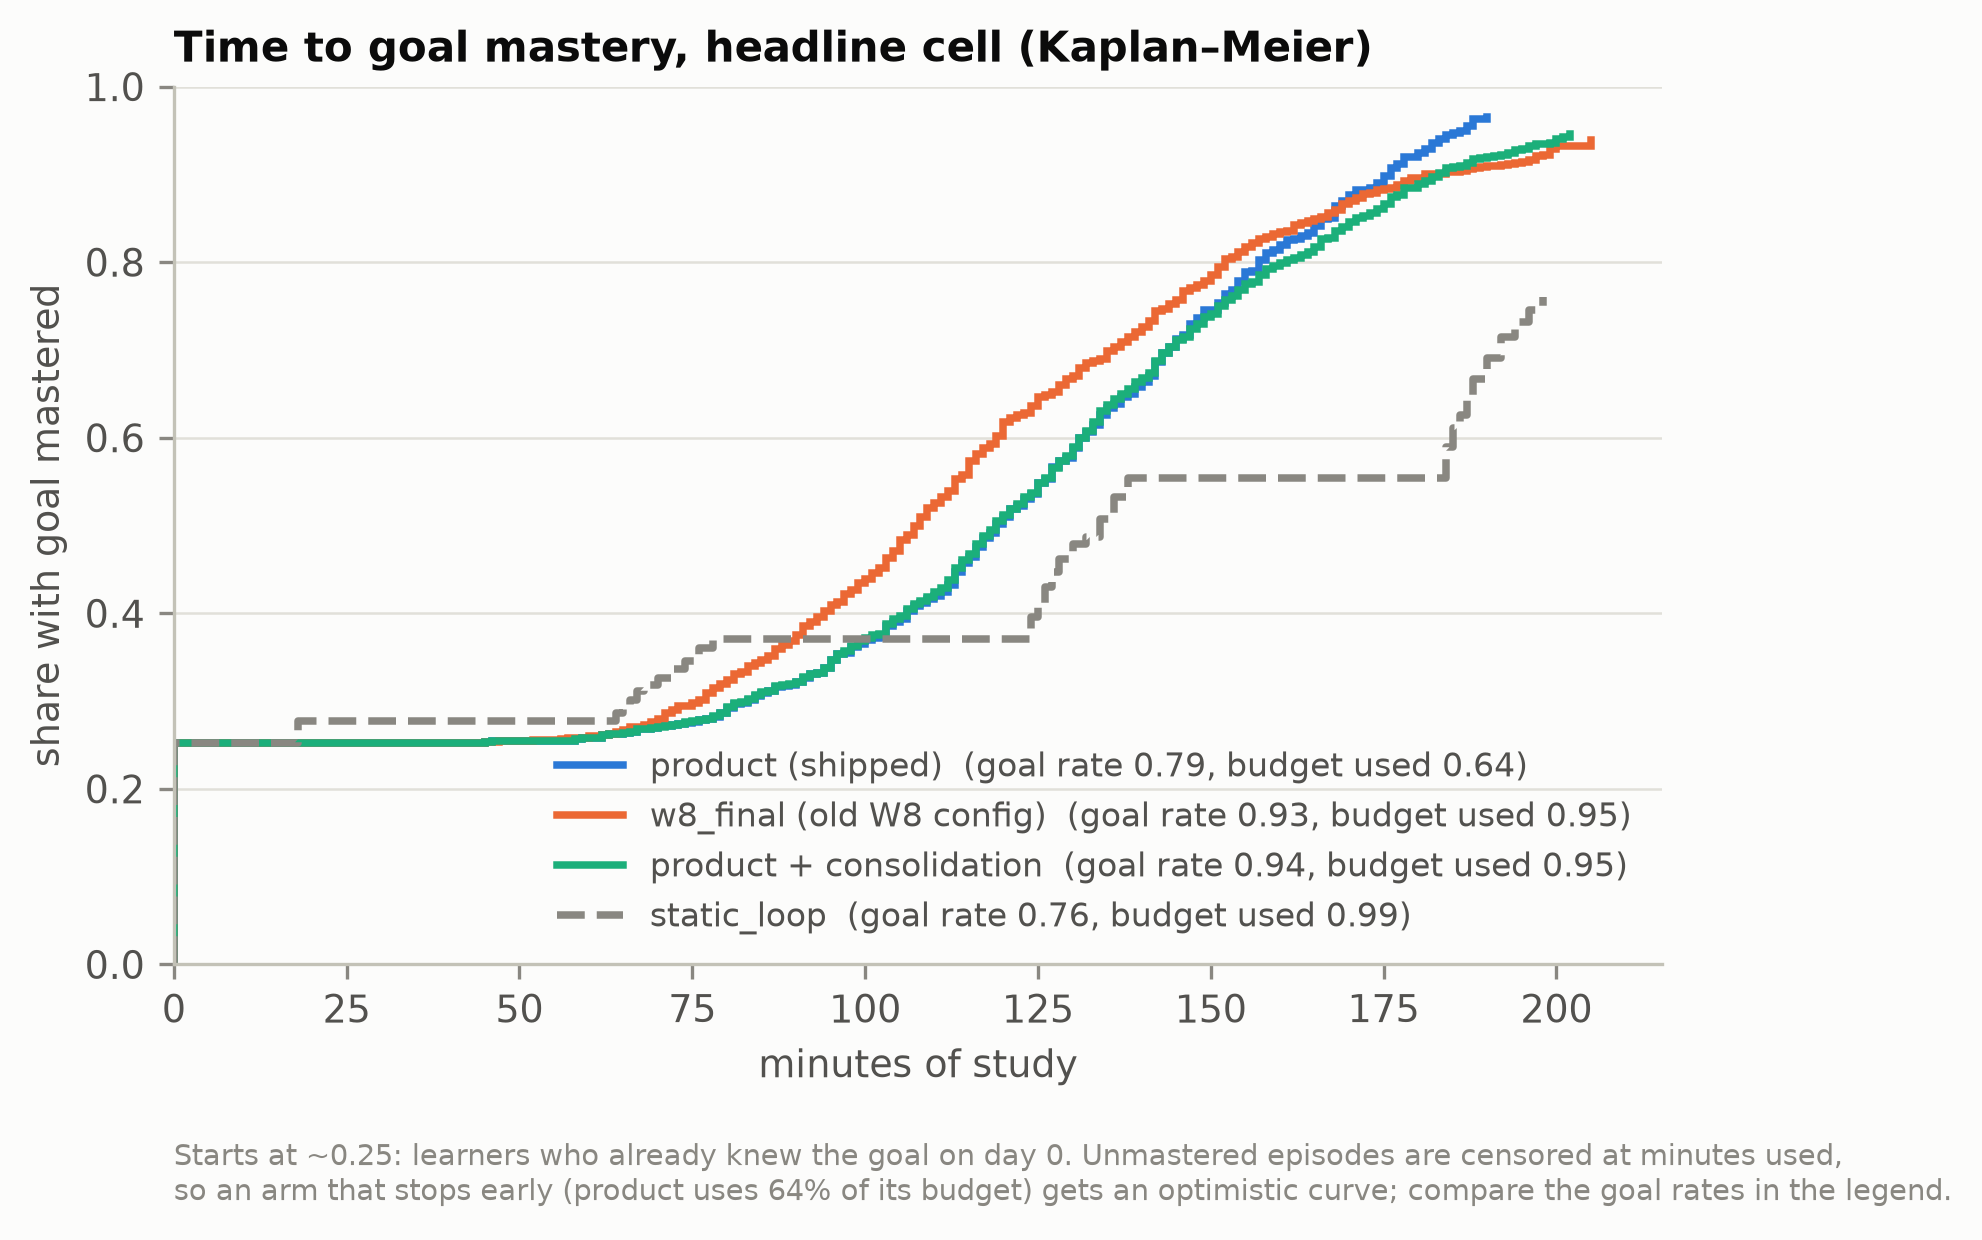 Time to goal mastery, headline cell (Kaplan–Meier)
1.0
0.8
0.6
0.4
0.2
0.0
share with goal mastered
product (shipped) (goal rate 0.79, budget used 0.64)
w8_final (old W8 config) (goal rate 0.93, budget used 0.95)
product + consolidation (goal rate 0.94, budget used 0.95)
static_loop (goal rate 0.76, budget used 0.99)
0 25 50 75 100 125 150 175 200
minutes of study
Starts at ~0.25: learners who already knew the goal on day 0. Unmastered episodes are censored at minutes used,
so an arm that stops early (product uses 64% of its budget) gets an optimistic curve; compare the goal rates in the legend.